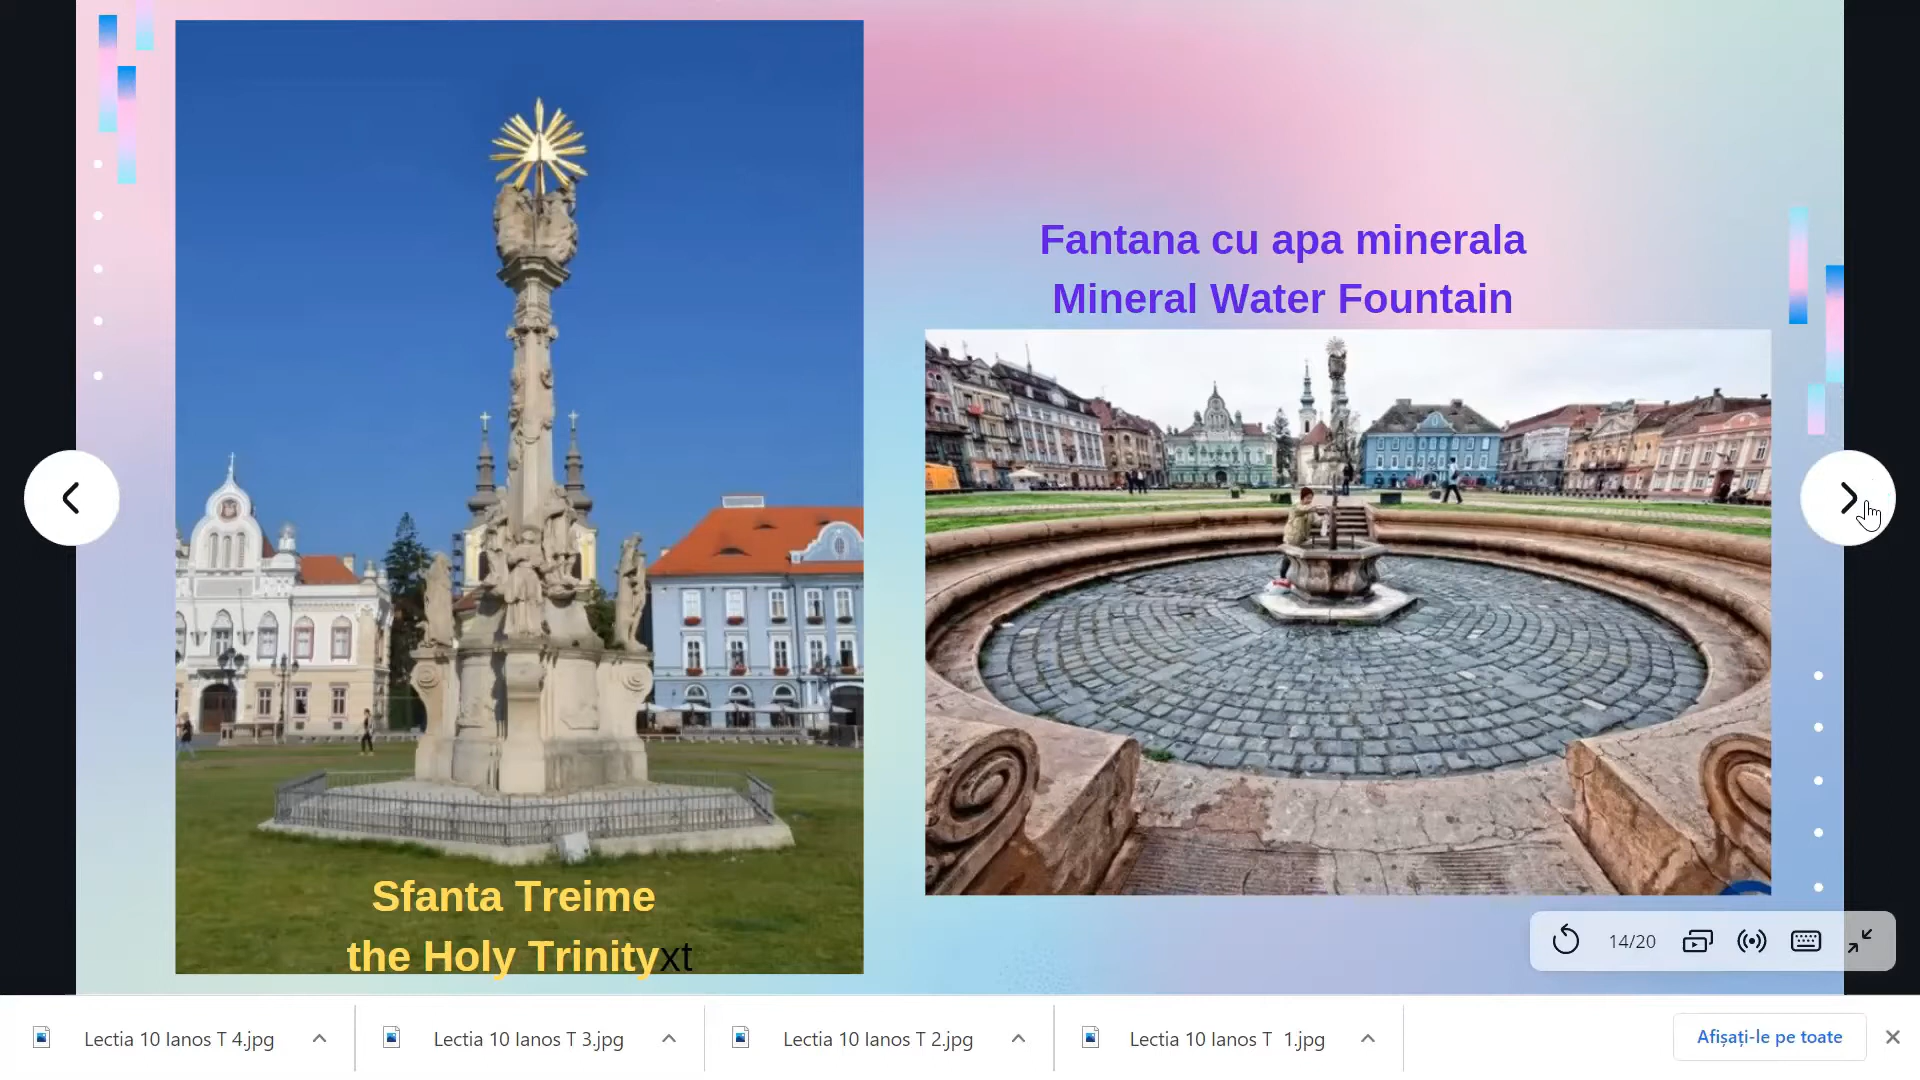 Fantana cu apa minerala
Mineral Water Fountain
Sfanta Treime
the Holy Trinityxt
14/20
Lectia 10 Ianos T 4.jpg
Lectia 10 Ianos T 3.jpg
Lectia 10 Ianos T 2.jpg
Lectia 10 Ianos T  1.jpg
Afișați-le pe toate